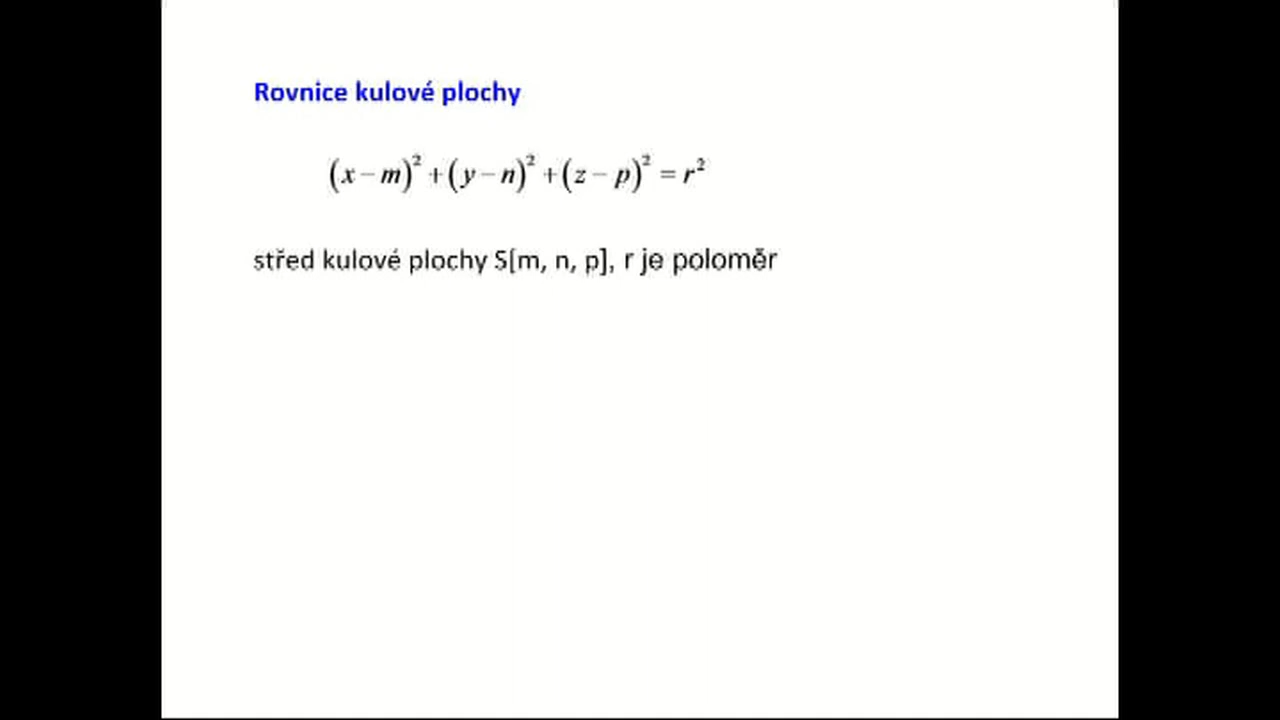 Rovnice kulové plochy
(x − m)² + (y − n)² + (z − p)² = r²
střed kulové plochy S[m, n, p], r je poloměr